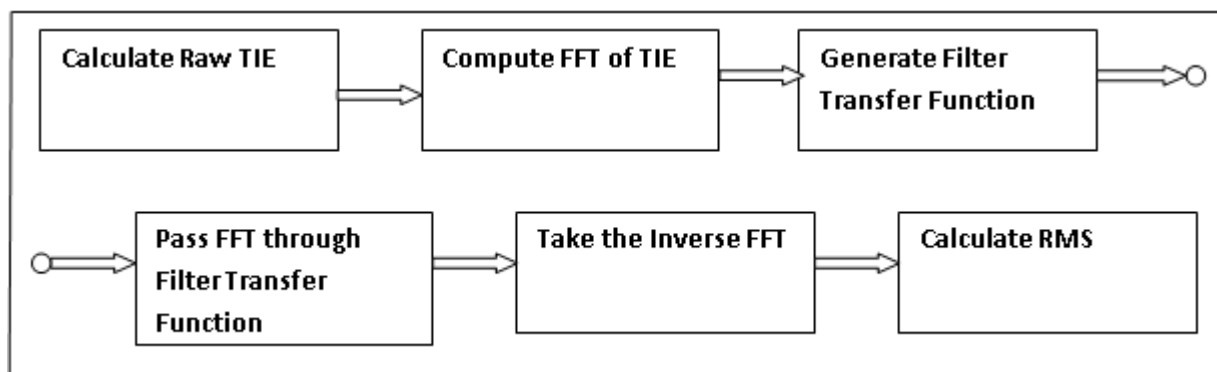 Calculate Raw TIE
Compute FFT of TIE
Generate Filter
Transfer Function
Pass FFT through
Filter Transfer
Function
Take the Inverse FFT
Calculate RMS